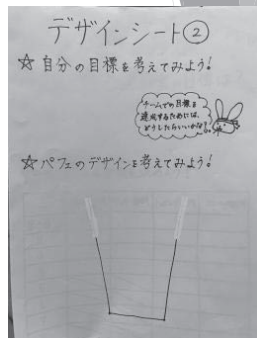 デザインシート②
☆自分の目標を考えてみよう!
チームでの目標を
達成するためには、
どうしたらいいかな?
☆パフェのデザインを考えてみよう!